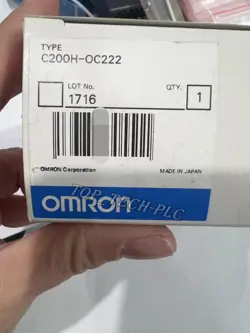 TYPE
C200H-OC222
LOT No.
1716
QTY.
1
OMRON Corporation
MADE IN JAPAN
TOP-TECH-PLC
OMRON